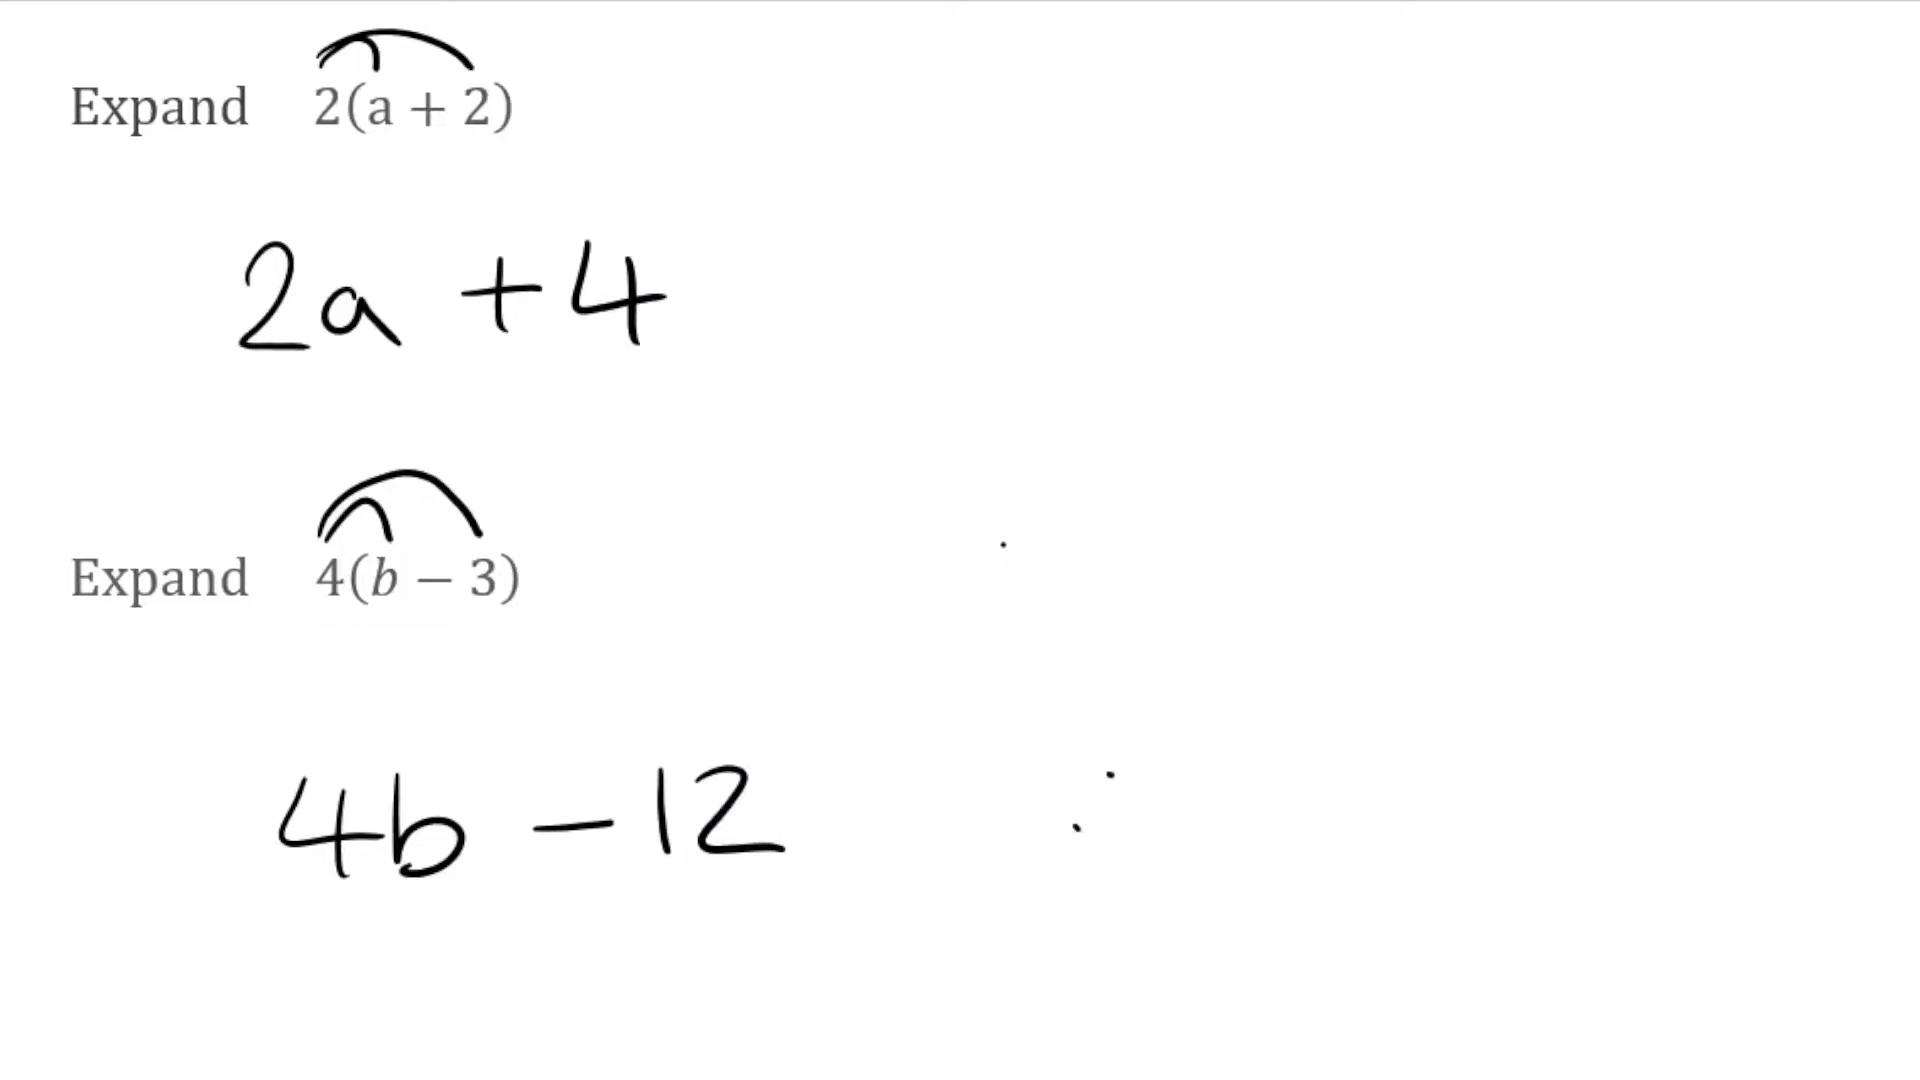 Expand 2(a + 2)
2a + 4
Expand 4(b − 3)
4b − 12